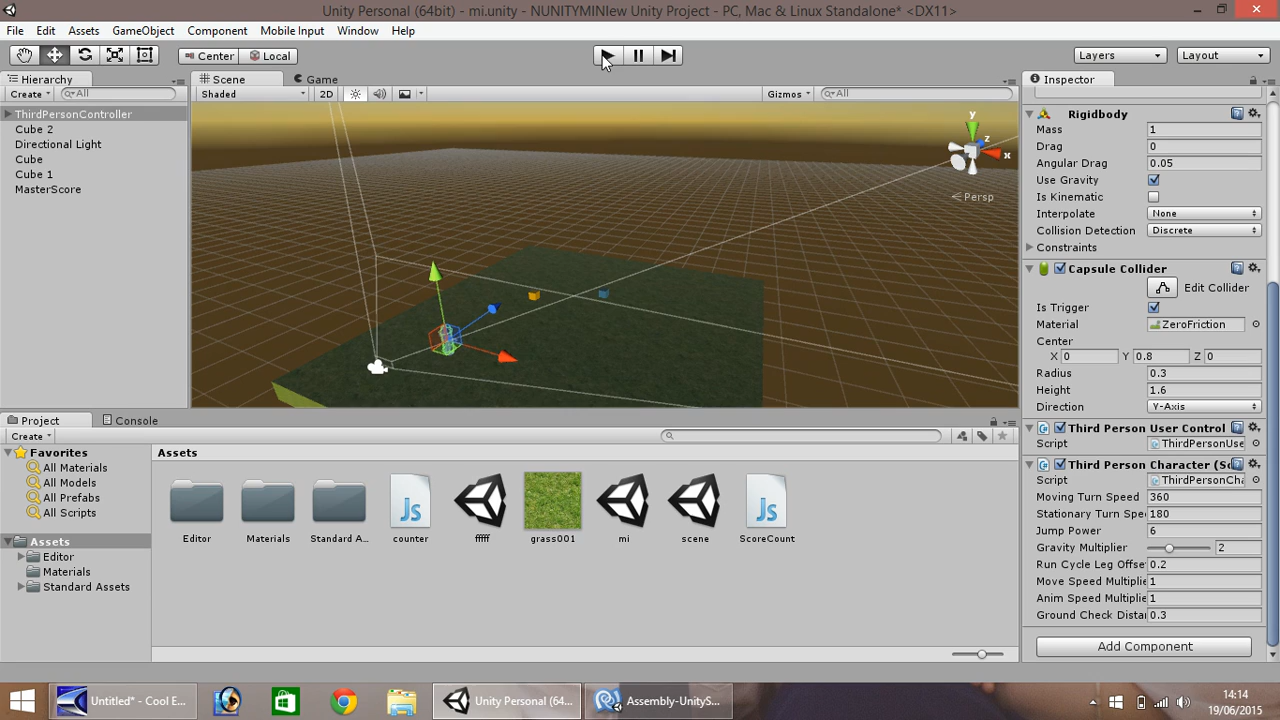 Unity Personal (64bit) - mi.unity - NUNITYMINIew Unity Project - PC, Mac & Linux Standalone* <DX11>
File Edit Assets GameObject Component Mobile Input Window Help
Center Local Layers Layout
Hierarchy
Create All
ThirdPersonController
Cube 2
Directional Light
Cube
Cube 1
MasterScore
Scene Game
Shaded 2D Gizmos All
y
z
x
Persp
Inspector
Rigidbody
Mass 1
Drag 0
Angular Drag 0.05
Use Gravity
Is Kinematic
Interpolate None
Collision Detection Discrete
Constraints
Capsule Collider
Edit Collider
Is Trigger
Material ZeroFriction
Center
X 0 Y 0.8 Z 0
Radius 0.3
Height 1.6
Direction Y-Axis
Third Person User Control
Script ThirdPersonUse
Third Person Character (Sc
Script ThirdPersonCha
Moving Turn Speed 360
Stationary Turn Spee 180
Jump Power 6
Gravity Multiplier 2
Run Cycle Leg Offset 0.2
Move Speed Multiplie 1
Anim Speed Multiplie 1
Ground Check Distar 0.3
Add Component
Project Console
Create
Favorites
All Materials
All Models
All Prefabs
All Scripts
Assets
Editor
Materials
Standard Assets
Assets
Js Js
Editor Materials Standard A... counter fffff grass001 mi scene ScoreCount
Untitled* - Cool E... Unity Personal (64... Assembly-UnityS...
14:14
19/06/2015